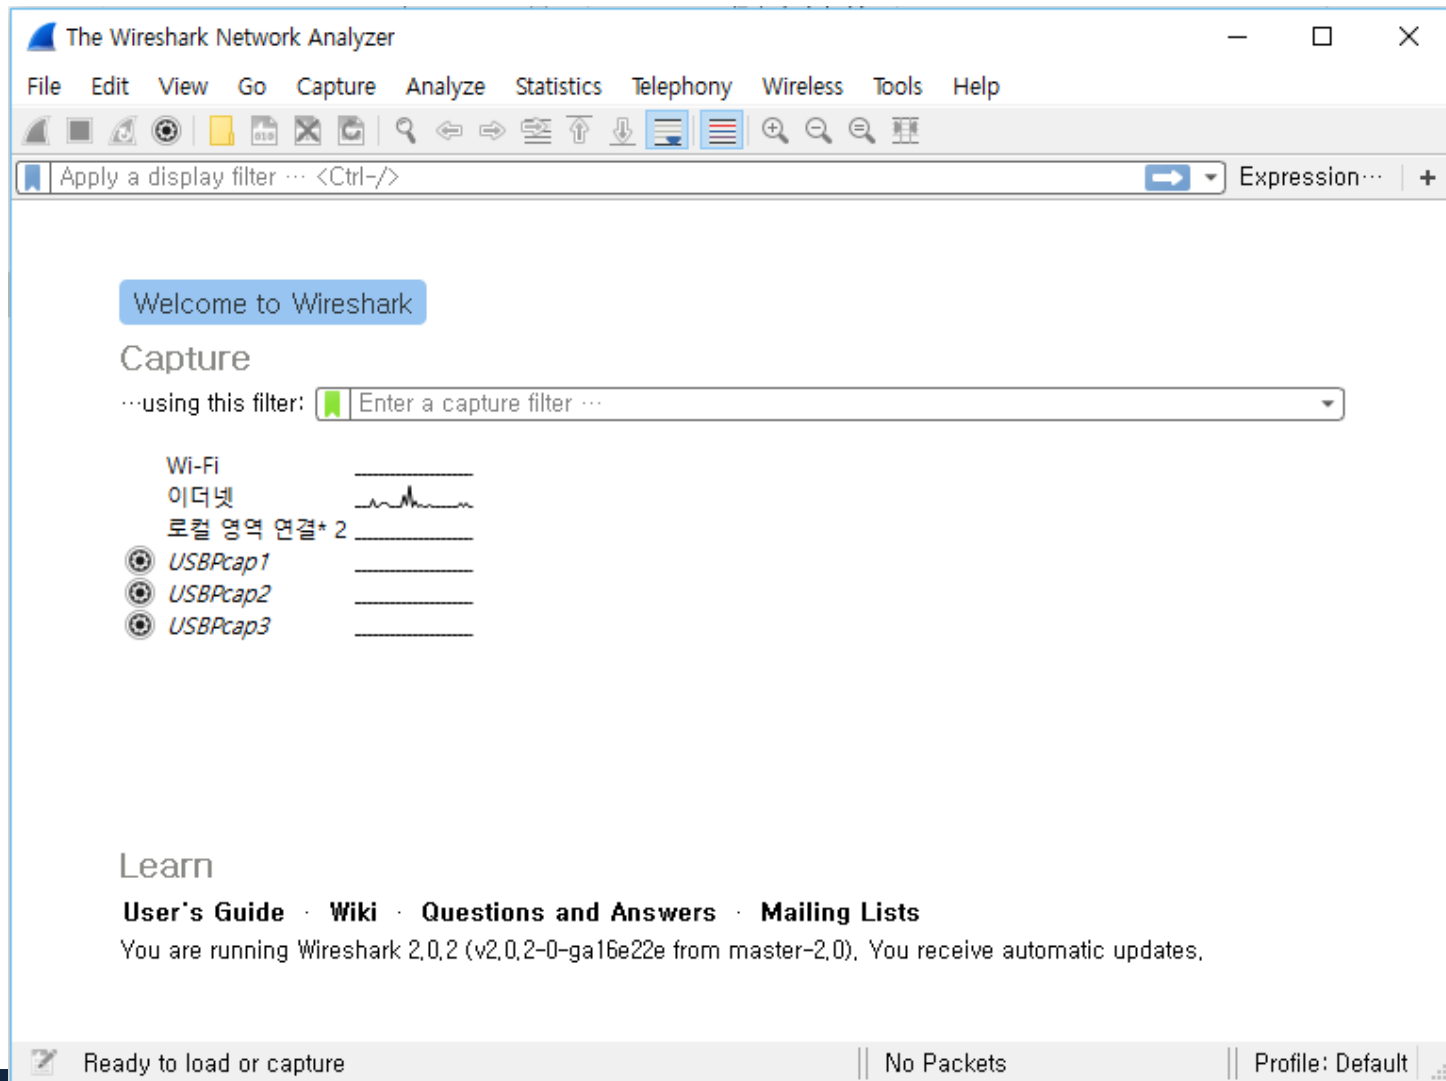 The Wireshark Network Analyzer
File Edit View Go Capture Analyze Statistics Telephony Wireless Tools Help
Apply a display filter ··· <Ctrl-/>
Expression···
Welcome to Wireshark
Capture
···using this filter: Enter a capture filter ···
Wi-Fi
이더넷
로컬 영역 연결* 2
USBPcap1
USBPcap2
USBPcap3
Learn
User's Guide · Wiki · Questions and Answers · Mailing Lists
You are running Wireshark 2.0.2 (v2.0.2-0-ga16e22e from master-2.0). You receive automatic updates.
Ready to load or capture
No Packets
Profile: Default